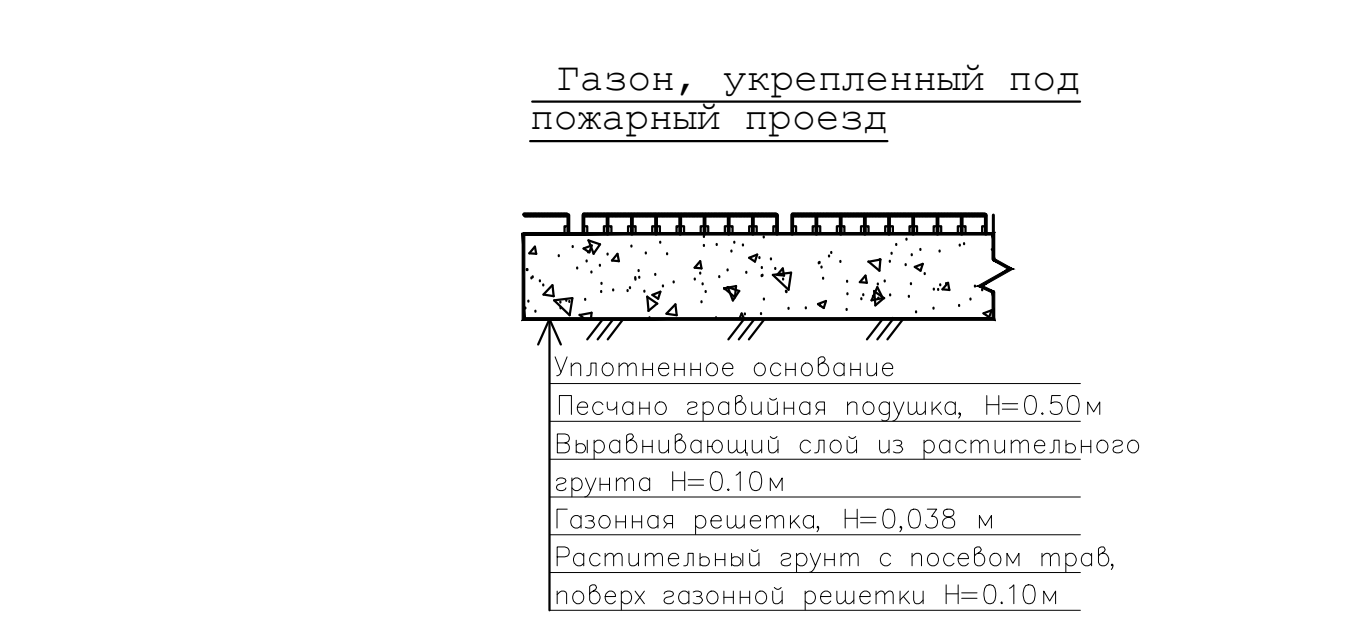 Газон, укрепленный под
пожарный проезд
Уплотненное основание
Песчано гравийная подушка, Н=0.50м
Выравнивающий слой из растительного
грунта Н=0.10м
Газонная решетка, Н=0,038 м
Растительный грунт с посевом трав,
поверх газонной решетки Н=0.10м